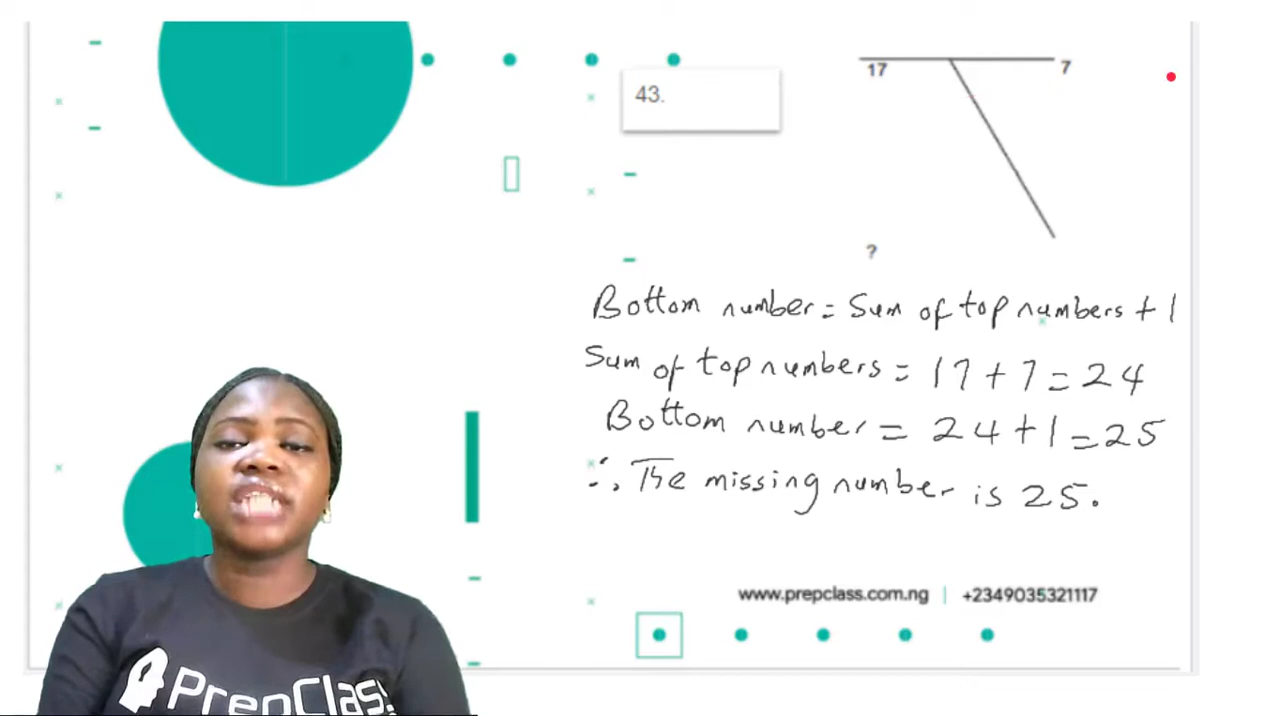 43.
17 7
?
Bottom number = Sum of top numbers + 1
Sum of top numbers = 17 + 7 = 24
Bottom number = 24 + 1 = 25
∴ The missing number is 25.
www.prepclass.com.ng | +2349035321117
PrepClass